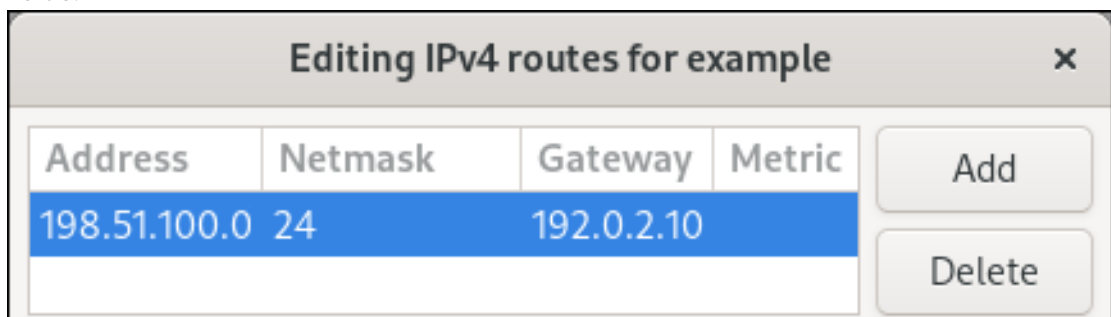 Editing IPv4 routes for example ×
Address Netmask Gateway Metric Add
198.51.100.0 24 192.0.2.10
Delete